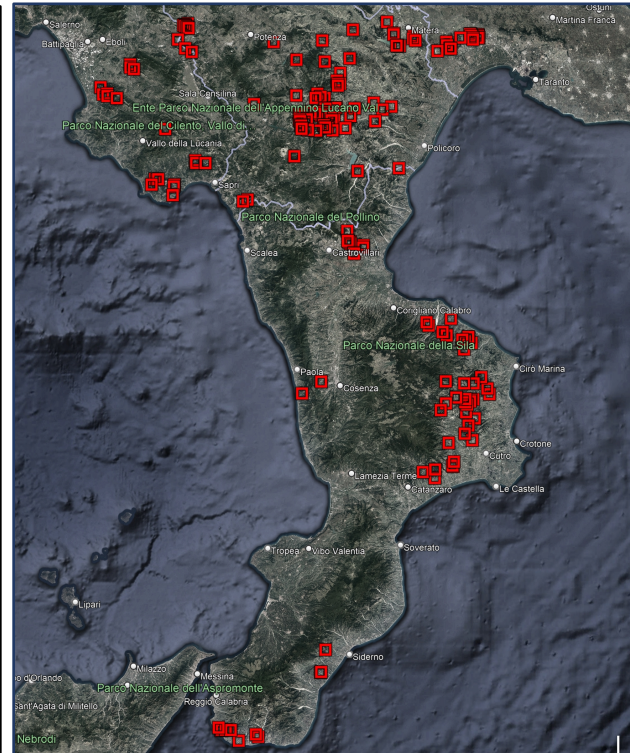 Ostuni
Salerno
Martina Franca
Battipaglia
Eboli
Potenza
Matera
Taranto
Sala Consilina
Ente Parco Nazionale dell'Appennino Lucano Val...
Parco Nazionale del Cilento, Vallo di...
Vallo della Lucania
Policoro
Sapri
Parco Nazionale del Pollino
Scalea
Castrovillari
Corigliano Calabro
Parco Nazionale della Sila
Paola
Cosenza
Cirò Marina
Crotone
Cutro
Lamezia Terme
Catanzaro
Le Castella
Tropea
Vibo Valentia
Soverato
Lipari
Siderno
Milazzo
Messina
po d'Orlando
Parco Nazionale dell'Aspromonte
Reggio Calabria
Sant'Agata di Militello
Nebrodi